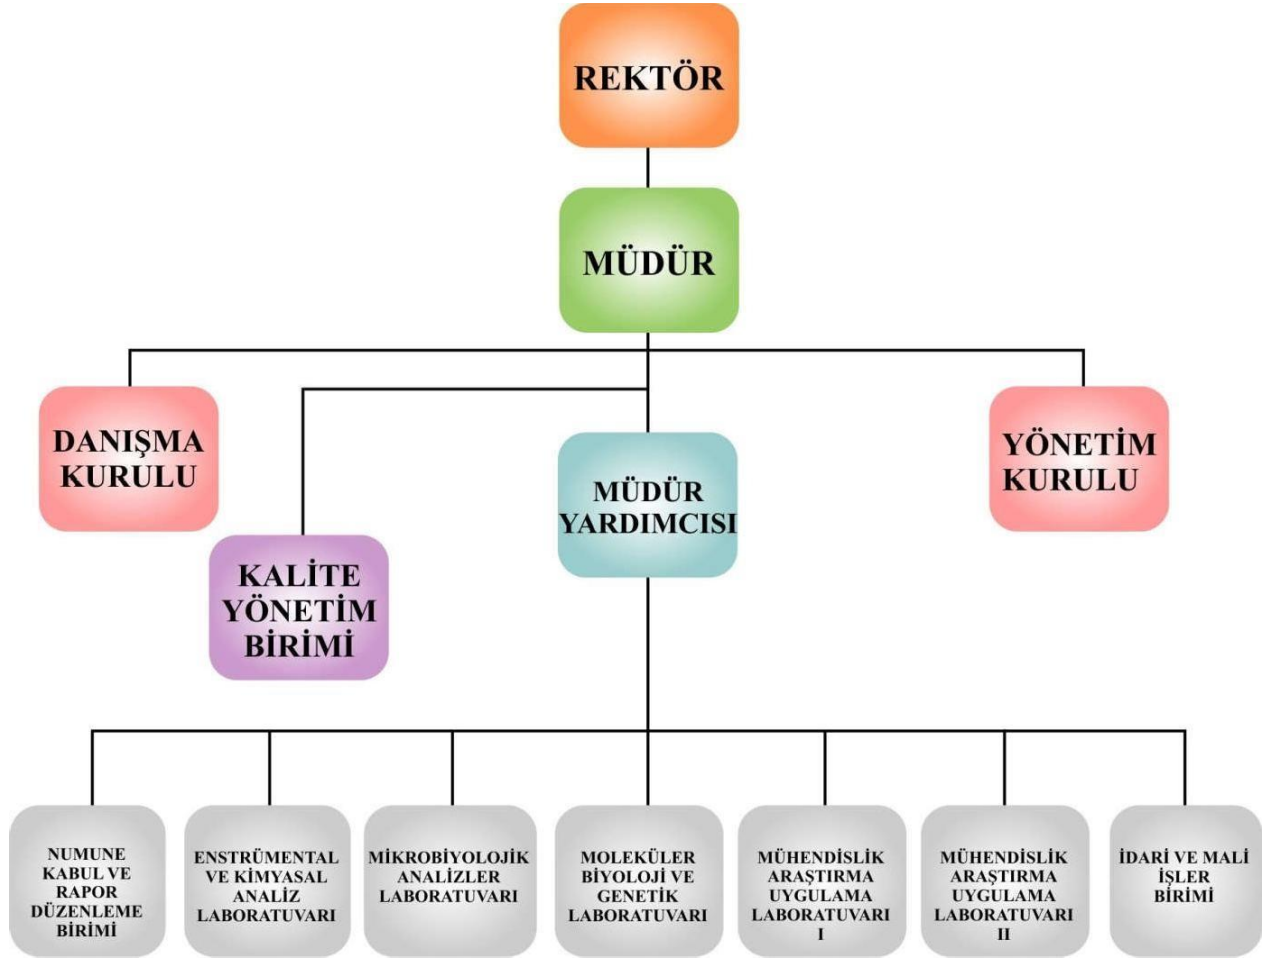 REKTÖR
MÜDÜR
DANIŞMA
KURULU
YÖNETİM
KURULU
MÜDÜR
YARDIMCISI
KALİTE
YÖNETİM
BİRİMİ
NUMUNE
KABUL VE
RAPOR
DÜZENLEME
BİRİMİ
ENSTRÜMENTAL
VE KİMYASAL
ANALİZ
LABORATUVARI
MİKROBİYOLOJİK
ANALİZLER
LABORATUVARI
MOLEKÜLER
BİYOLOJİ VE
GENETİK
LABORATUVARI
MÜHENDİSLİK
ARAŞTIRMA
UYGULAMA
LABORATUVARI
I
MÜHENDİSLİK
ARAŞTIRMA
UYGULAMA
LABORATUVARI
II
İDARİ VE MALİ
İŞLER
BİRİMİ